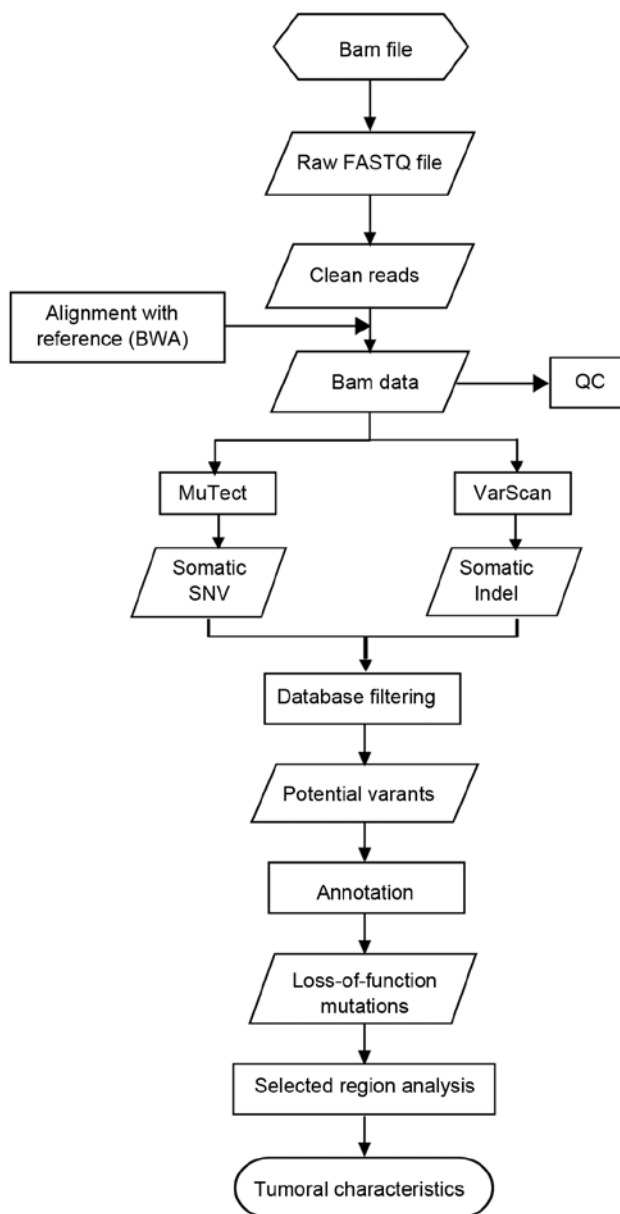 Bam file
Raw FASTQ file
Clean reads
Alignment with
reference (BWA)
Bam data
QC
MuTect
VarScan
Somatic
SNV
Somatic
Indel
Database filtering
Potential varants
Annotation
Loss-of-function
mutations
Selected region analysis
Tumoral characteristics